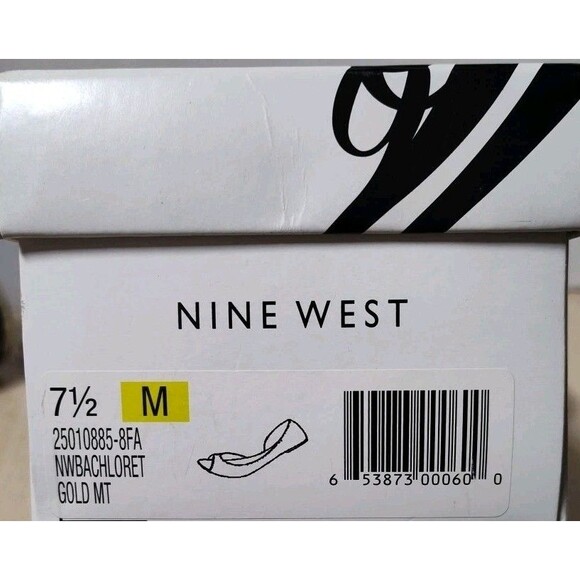 NINE WEST
7½ M
25010885-8FA
NWBACHLORET
GOLD MT
6 53873 00060 0